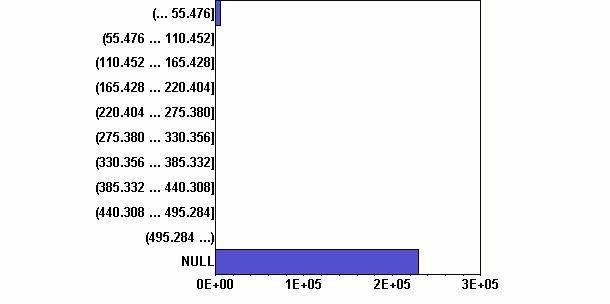 (... 55.476]
(55.476 ... 110.452]
(110.452 ... 165.428]
(165.428 ... 220.404]
(220.404 ... 275.380]
(275.380 ... 330.356]
(330.356 ... 385.332]
(385.332 ... 440.308]
(440.308 ... 495.284]
(495.284 ...)
NULL
0E+00 1E+05 2E+05 3E+05